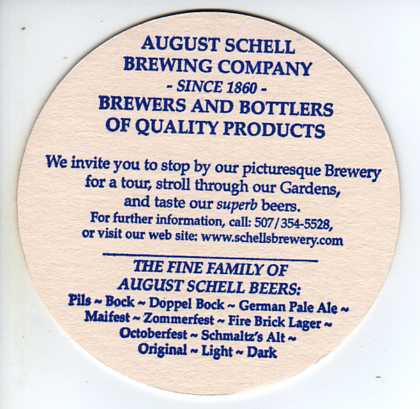 AUGUST SCHELL
BREWING COMPANY
- SINCE 1860 -
BREWERS AND BOTTLERS
OF QUALITY PRODUCTS
We invite you to stop by our picturesque Brewery
for a tour, stroll through our Gardens,
and taste our superb beers.
For further information, call: 507/354-5528,
or visit our web site: www.schellsbrewery.com
THE FINE FAMILY OF
AUGUST SCHELL BEERS:
Pils ~ Bock ~ Doppel Bock ~ German Pale Ale ~
Maifest ~ Zommerfest ~ Fire Brick Lager ~
Octoberfest ~ Schmaltz's Alt ~
Original ~ Light ~ Dark